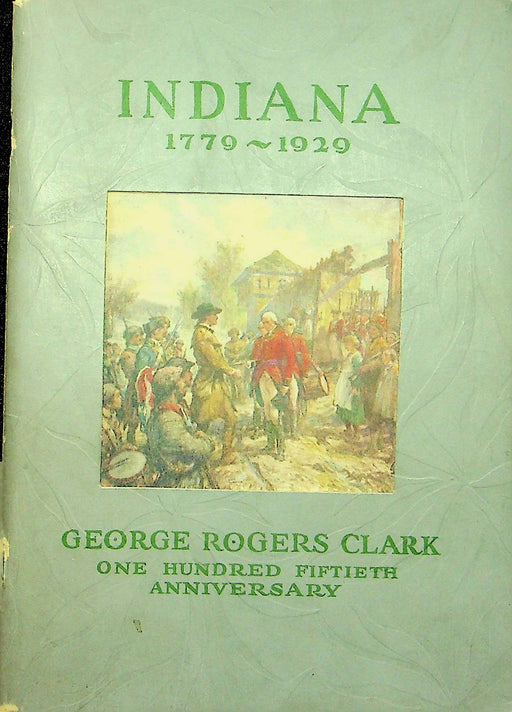 INDIANA
1779~1929
GEORGE ROGERS CLARK
ONE HUNDRED FIFTIETH
ANNIVERSARY